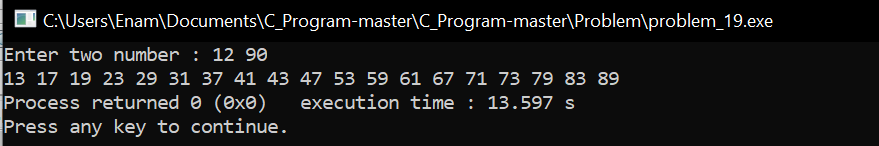 C:\Users\Enam\Documents\C_Program-master\C_Program-master\Problem\problem_19.exe
Enter two number : 12 90
13 17 19 23 29 31 37 41 43 47 53 59 61 67 71 73 79 83 89
Process returned 0 (0x0)   execution time : 13.597 s
Press any key to continue.